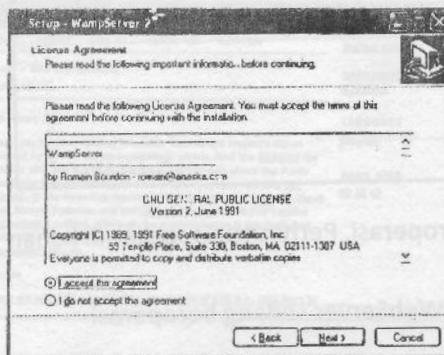 Setup - WampServer 2
License Agreement
Please read the following important informatio.. before continuing.
Please read the following License Agreement. You must accept the terms of this
agreement before continuing with the installation.
WampServer
by Romain Bourdon - romain@anaska.com
GNU GENERAL PUBLIC LICENSE
Version 2, June 1991
Copyright (C) 1989, 1991 Free Software Foundation, Inc.
59 Temple Place, Suite 330, Boston, MA 02111-1307 USA
Everyone is permitted to copy and distribute verbatim copies
I accept the agreement
I do not accept the agreement
< Back Next > Cancel